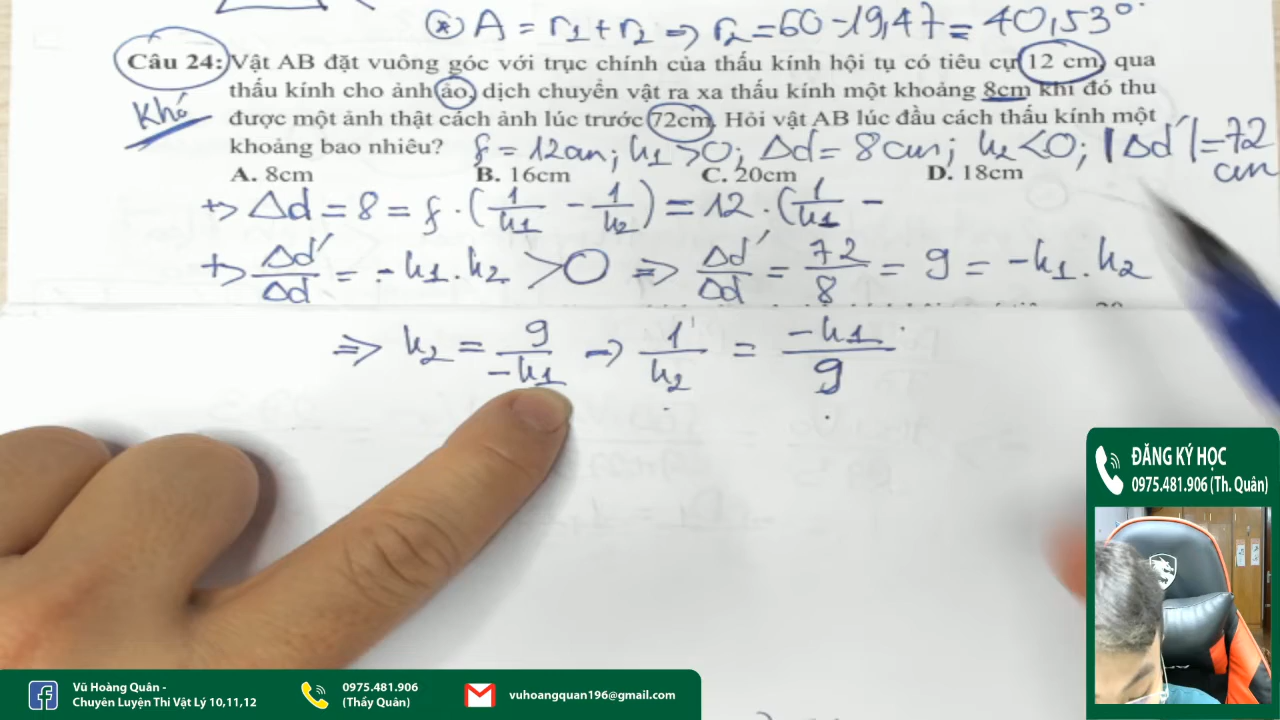 (*) A = r1 + r2 ⇒ r2 = 60 - 19,47 = 40,53°
Câu 24: Vật AB đặt vuông góc với trục chính của thấu kính hội tụ có tiêu cự 12 cm, qua
thấu kính cho ảnh ảo, dịch chuyển vật ra xa thấu kính một khoảng 8cm khi đó thu
Khó
được một ảnh thật cách ảnh lúc trước 72cm. Hỏi vật AB lúc đầu cách thấu kính một
khoảng bao nhiêu? f = 12cm; k1 > 0; Δd = 8cm; k2 < 0; |Δd'| = 72 cm
A. 8cm B. 16cm C. 20cm D. 18cm
+> Δd = 8 = f . (1/k1 - 1/k2) = 12 . (1/k1 -
+> Δd'/Δd = - k1 . k2 > 0 ⇒ Δd'/Δd = 72/8 = 9 = -k1 . k2
⇒ k2 = 9/-k1 → 1/k2 = -k1/9
ĐĂNG KÝ HỌC
0975.481.906 (Th. Quân)
Vũ Hoàng Quân -
Chuyên Luyện Thi Vật Lý 10,11,12
0975.481.906
(Thầy Quân)
vuhoangquan196@gmail.com